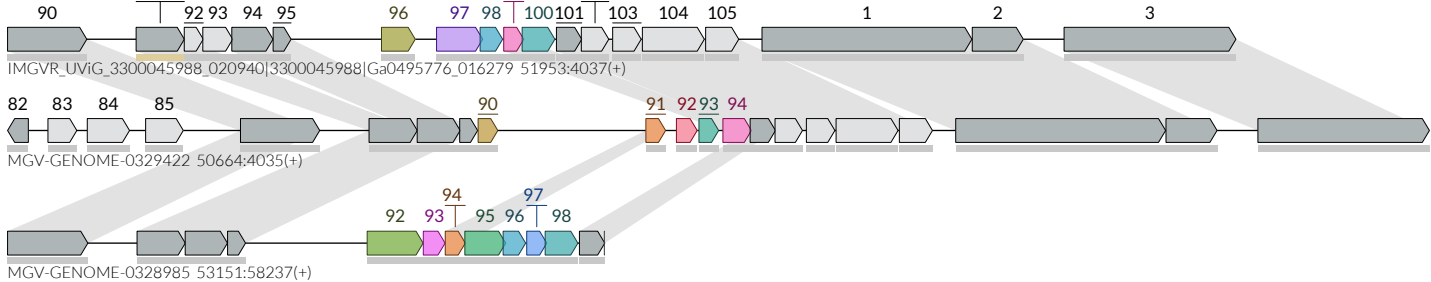 90 92 93 94 95 96 97 98 100 101 103 104 105 1 2 3
IMGVR_UViG_3300045988_020940|3300045988|Ga0495776_016279 51953:4037(+)
82 83 84 85 90 91 92 93 94
MGV-GENOME-0329422 50664:4035(+)
92 93 94 95 96 97 98
MGV-GENOME-0328985 53151:58237(+)